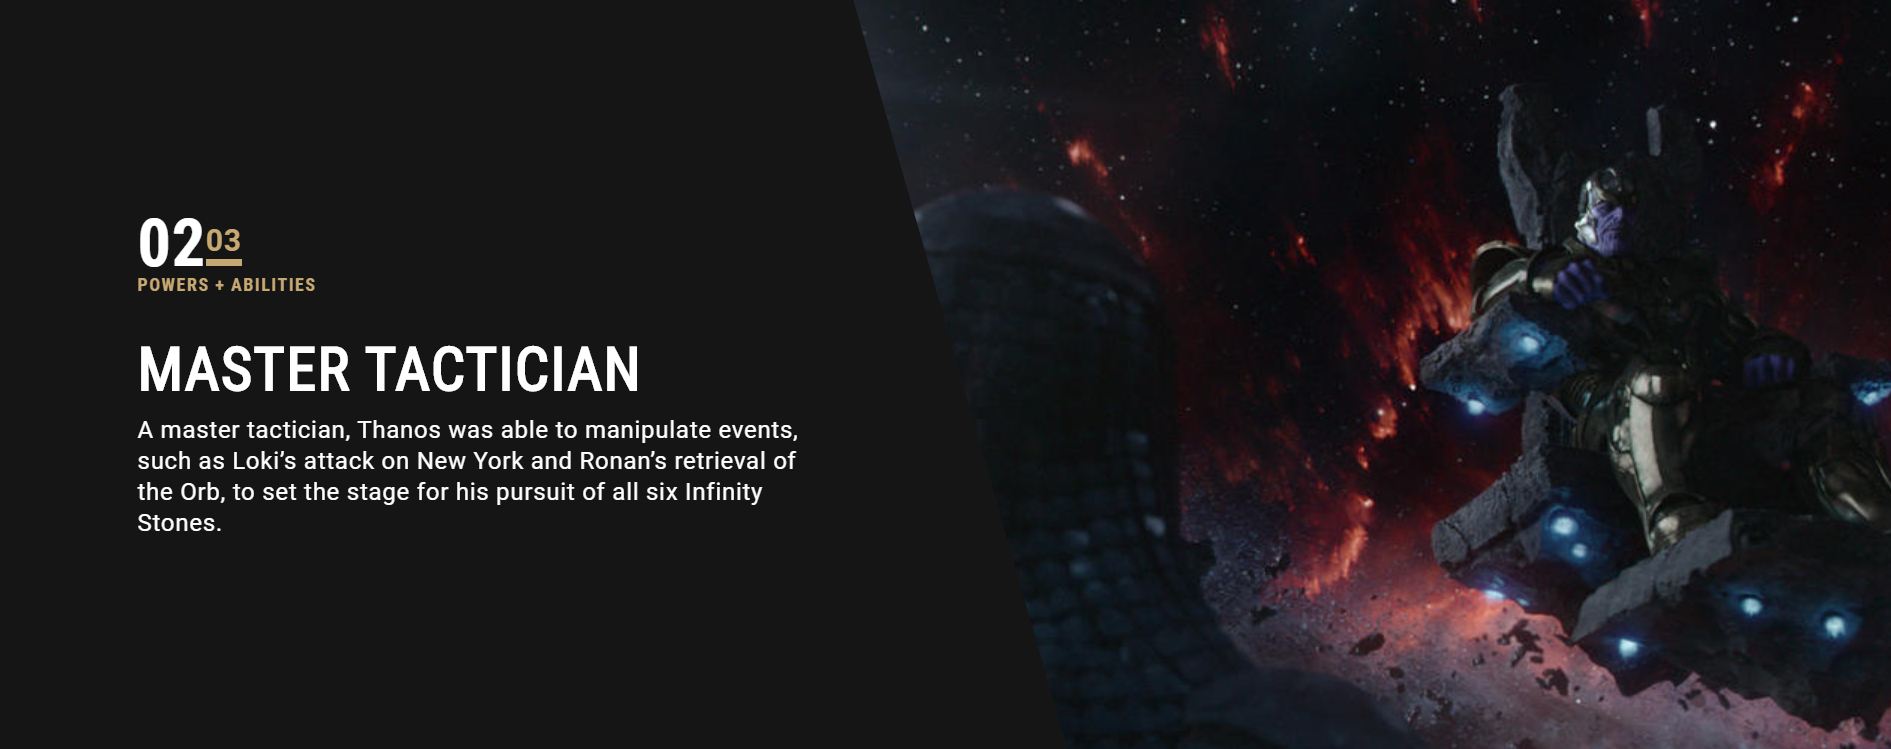 02 03
POWERS + ABILITIES
MASTER TACTICIAN
A master tactician, Thanos was able to manipulate events,
such as Loki’s attack on New York and Ronan’s retrieval of
the Orb, to set the stage for his pursuit of all six Infinity
Stones.